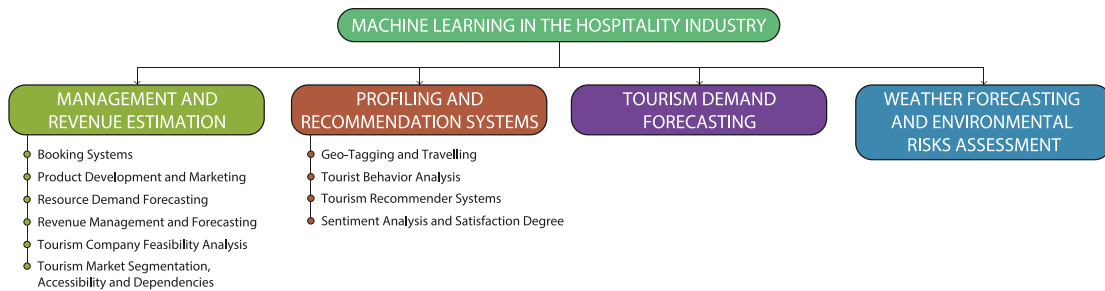 MACHINE LEARNING IN THE HOSPITALITY INDUSTRY
MANAGEMENT AND
REVENUE ESTIMATION
Booking Systems
Product Development and Marketing
Resource Demand Forecasting
Revenue Management and Forecasting
Tourism Company Feasibility Analysis
Tourism Market Segmentation,
Accessibility and Dependencies
PROFILING AND
RECOMMENDATION SYSTEMS
Geo-Tagging and Travelling
Tourist Behavior Analysis
Tourism Recommender Systems
Sentiment Analysis and Satisfaction Degree
TOURISM DEMAND
FORECASTING
WEATHER FORECASTING
AND ENVIRONMENTAL
RISKS ASSESSMENT